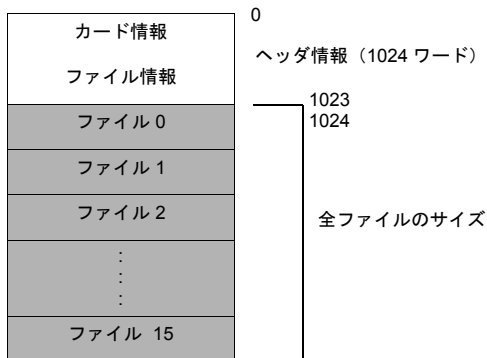 カード情報
ファイル情報
0
ヘッダ情報（1024 ワード）
1023
1024
ファイル 0
ファイル 1
ファイル 2
:
:
:
ファイル 15
全ファイルのサイズ